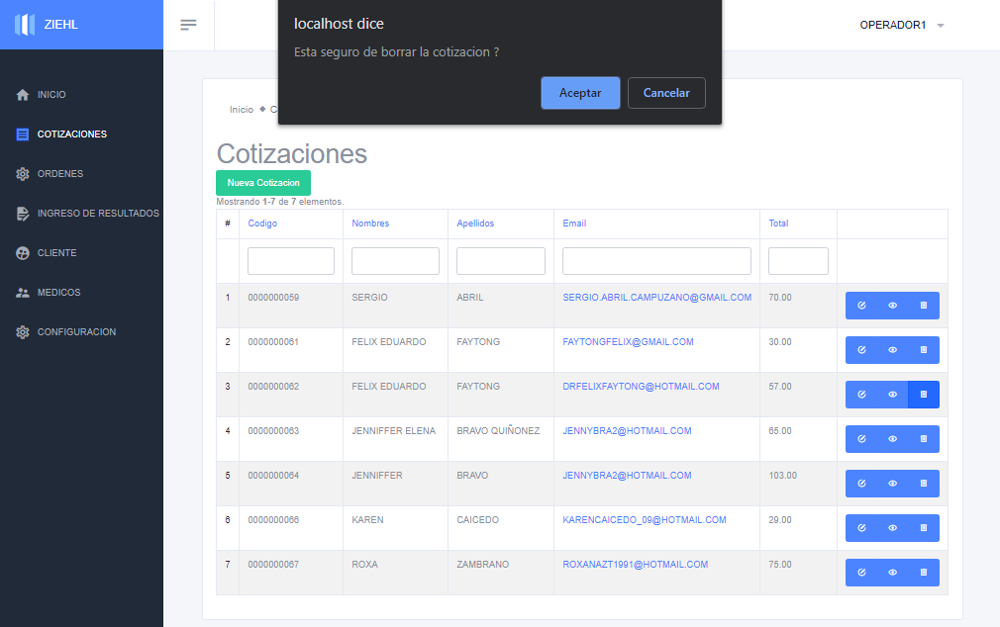 ZIEHL
localhost dice
Esta seguro de borrar la cotizacion ?
Aceptar
Cancelar
OPERADOR1
INICIO
COTIZACIONES
ORDENES
INGRESO DE RESULTADOS
CLIENTE
MEDICOS
CONFIGURACION
Inicio C
Cotizaciones
Nueva Cotizacion
Mostrando 1-7 de 7 elementos.
# Codigo Nombres Apellidos Email Total
1 0000000059 SERGIO ABRIL SERGIO.ABRIL.CAMPUZANO@GMAIL.COM 70.00
2 0000000061 FELIX EDUARDO FAYTONG FAYTONGFELIX@GMAIL.COM 30.00
3 0000000062 FELIX EDUARDO FAYTONG DRFELIXFAYTONG@HOTMAIL.COM 57.00
4 0000000063 JENNIFFER ELENA BRAVO QUIÑONEZ JENNYBRA2@HOTMAIL.COM 65.00
5 0000000064 JENNIFFER BRAVO JENNYBRA2@HOTMAIL.COM 103.00
6 0000000066 KAREN CAICEDO KARENCAICEDO_09@HOTMAIL.COM 29.00
7 0000000067 ROXA ZAMBRANO ROXANAZT1991@HOTMAIL.COM 75.00